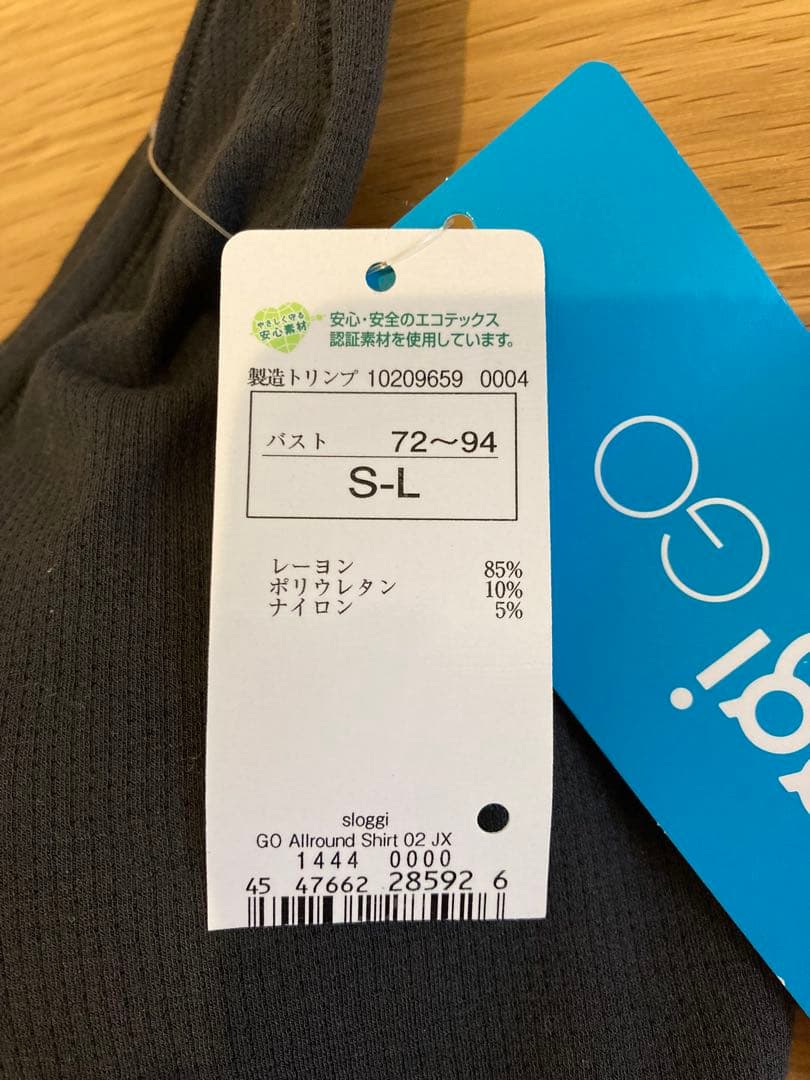 やさしく守る
安心素材
安心・安全のエコテックス
認証素材を使用しています。
製造トリンプ 10209659 0004
バスト 72〜94
S-L
レーヨン 85%
ポリウレタン 10%
ナイロン 5%
sloggi
GO Allround Shirt 02 JX
1444 0000
45 47662 28592 6
GO